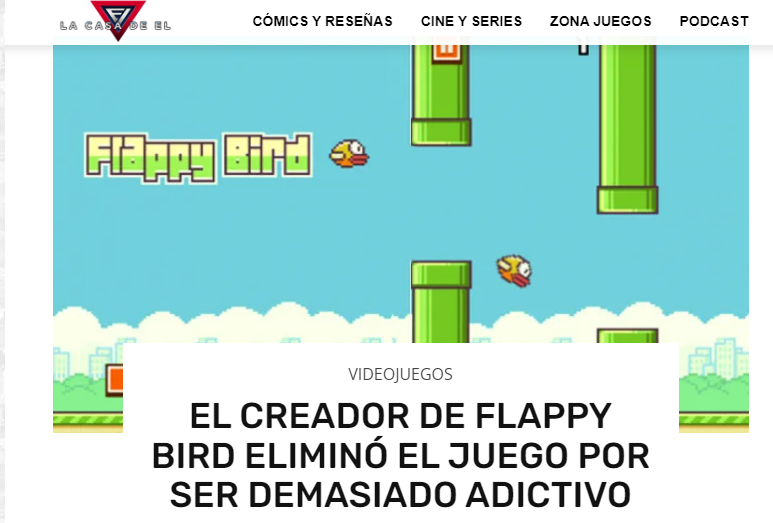 LA CASA DE EL
CÓMICS Y RESEÑAS CINE Y SERIES ZONA JUEGOS PODCAST
Flappy Bird
VIDEOJUEGOS
EL CREADOR DE FLAPPY
BIRD ELIMINÓ EL JUEGO POR
SER DEMASIADO ADICTIVO